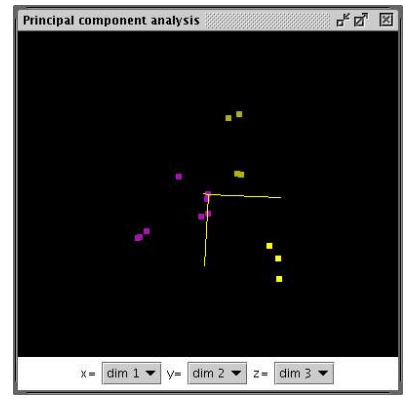 Principal component analysis
x= dim 1 y= dim 2 z= dim 3